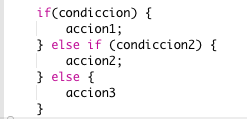 if(condiccion) {
    accion1;
} else if (condiccion2) {
    accion2;
} else {
    accion3
}